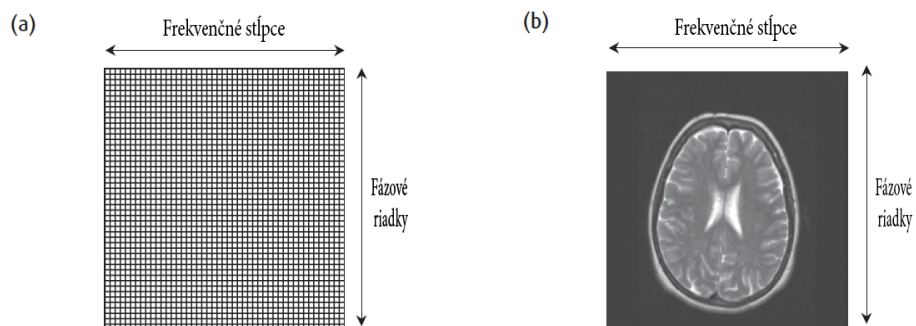 (a)
Frekvenčné stĺpce
Fázové
riadky
(b)
Frekvenčné stĺpce
Fázové
riadky